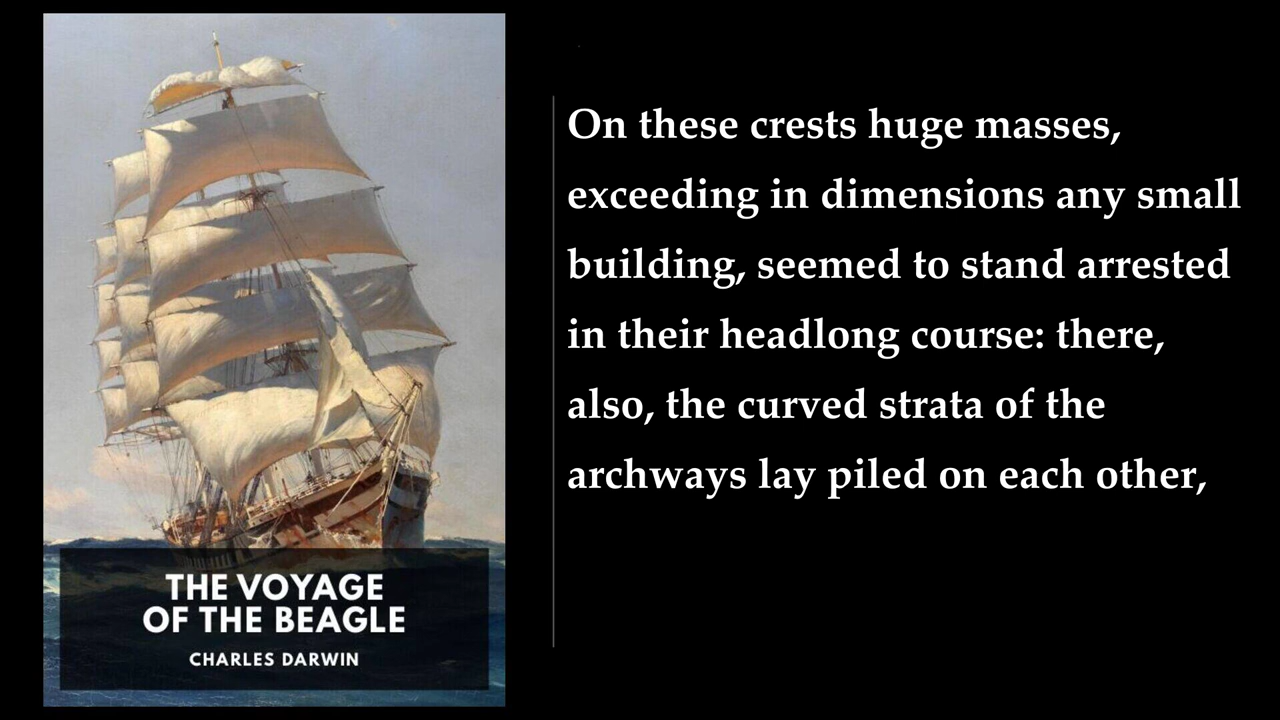 On these crests huge masses,
exceeding in dimensions any small
building, seemed to stand arrested
in their headlong course: there,
also, the curved strata of the
archways lay piled on each other,
THE VOYAGE
OF THE BEAGLE
CHARLES DARWIN